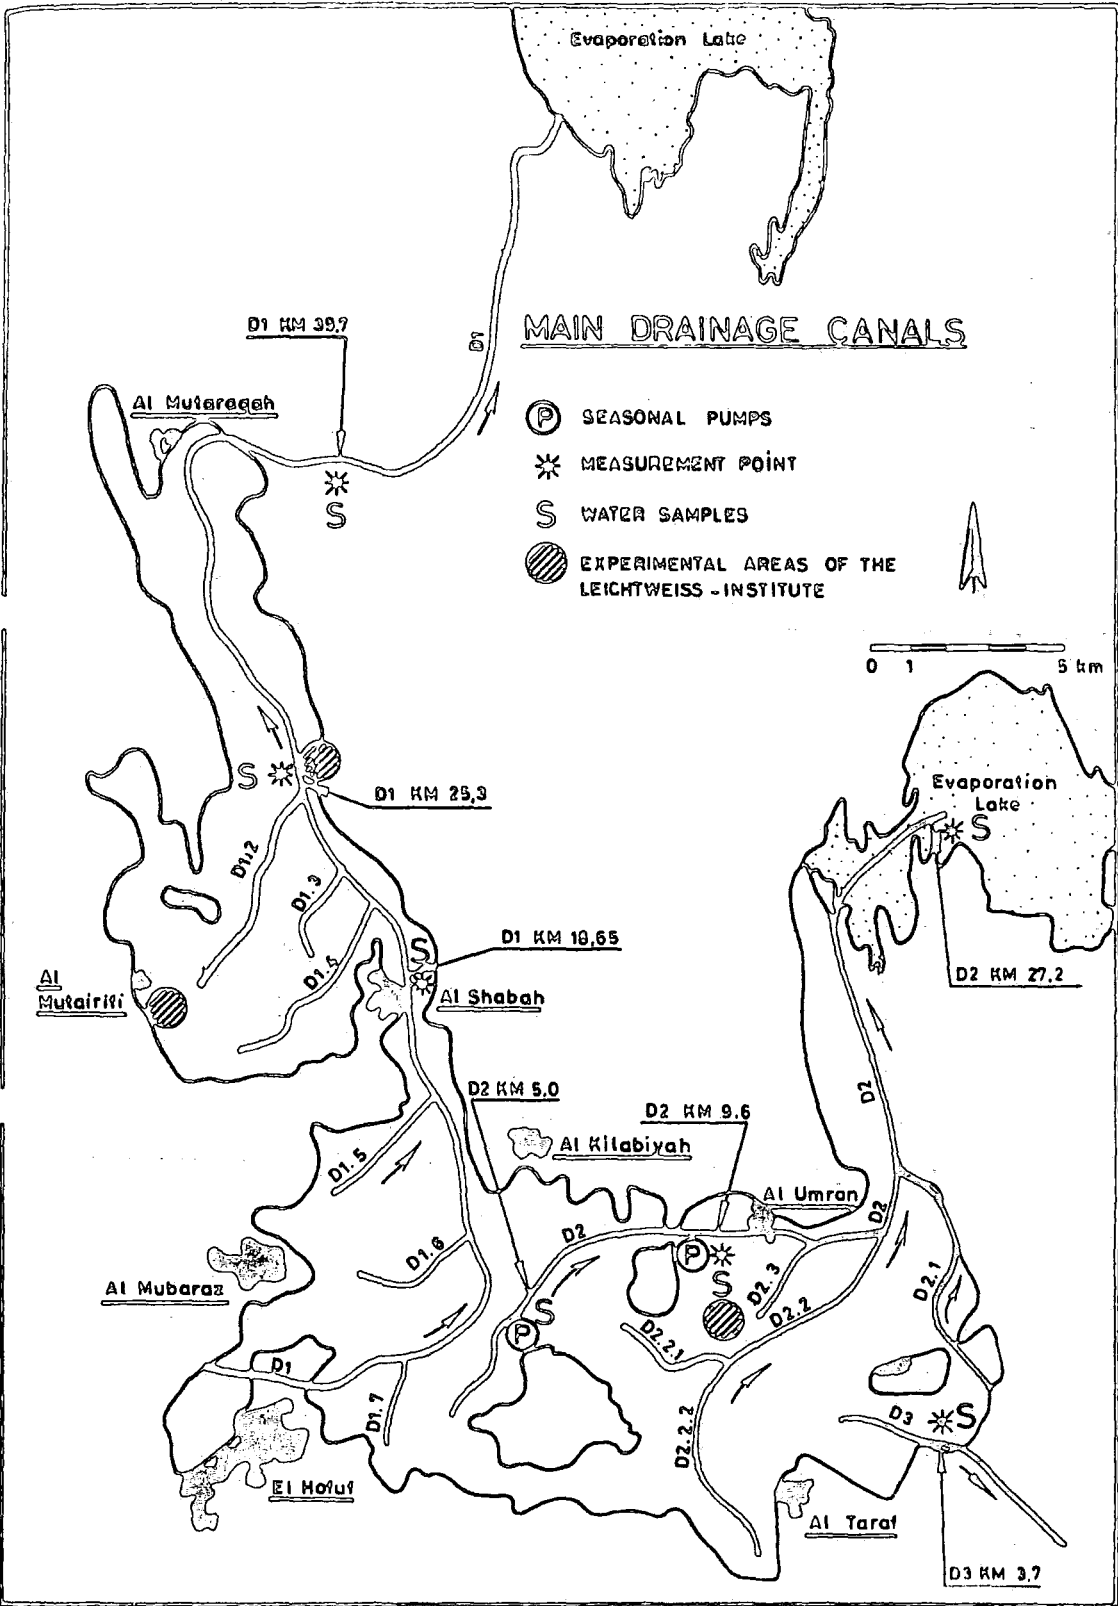 Evaporation Lake
D1 KM 39,7
D1
MAIN DRAINAGE CANALS
Al Mutaraqah
P SEASONAL PUMPS
MEASUREMENT POINT
S WATER SAMPLES
EXPERIMENTAL AREAS OF THE
LEICHTWEISS - INSTITUTE
S
0 1 5 km
S
D1 KM 25,3
Evaporation
Lake
S
D1.2
D1.3
D1 KM 18,65
S
D1.4
D2 KM 27,2
Al
Mutairifi
Al Shabah
D2 KM 5,0
D2
D2 KM 9,6
Al Kilabiyah
D1.5
Al Umran
D2
D2
D1.6
P
S
D2.3
D2.1
Al Mubaraz
S
P
D2.2
D2.2.1
D1
D1.7
D3
S
D2.2.2
El Hofuf
Al Taraf
D3 KM 3,7